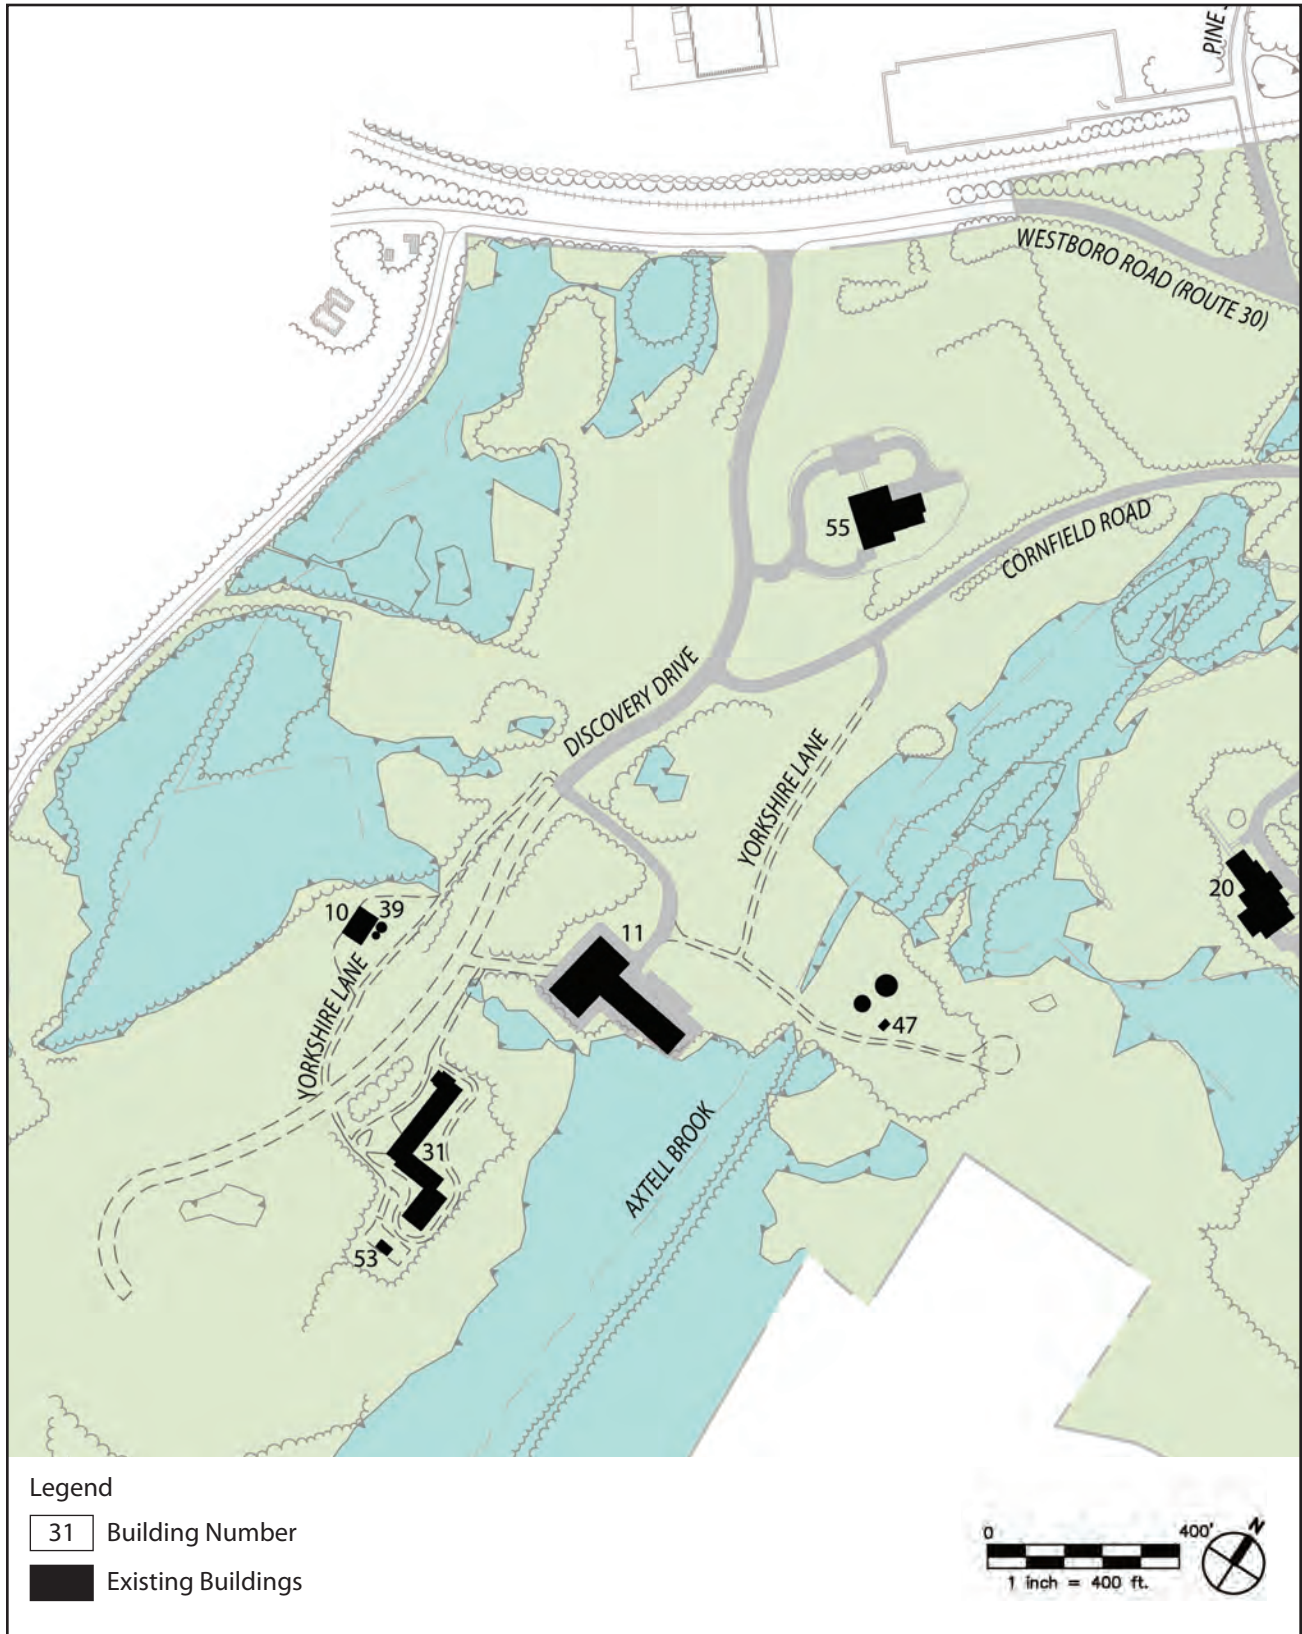 PINE
WESTBORO ROAD (ROUTE 30)
55
CORNFIELD ROAD
DISCOVERY DRIVE
YORKSHIRE LANE
20
10
39
11
YORKSHIRE LANE
47
31
AXTELL BROOK
53
Legend
31 Building Number
Existing Buildings
0 400'
1 inch = 400 ft.
N